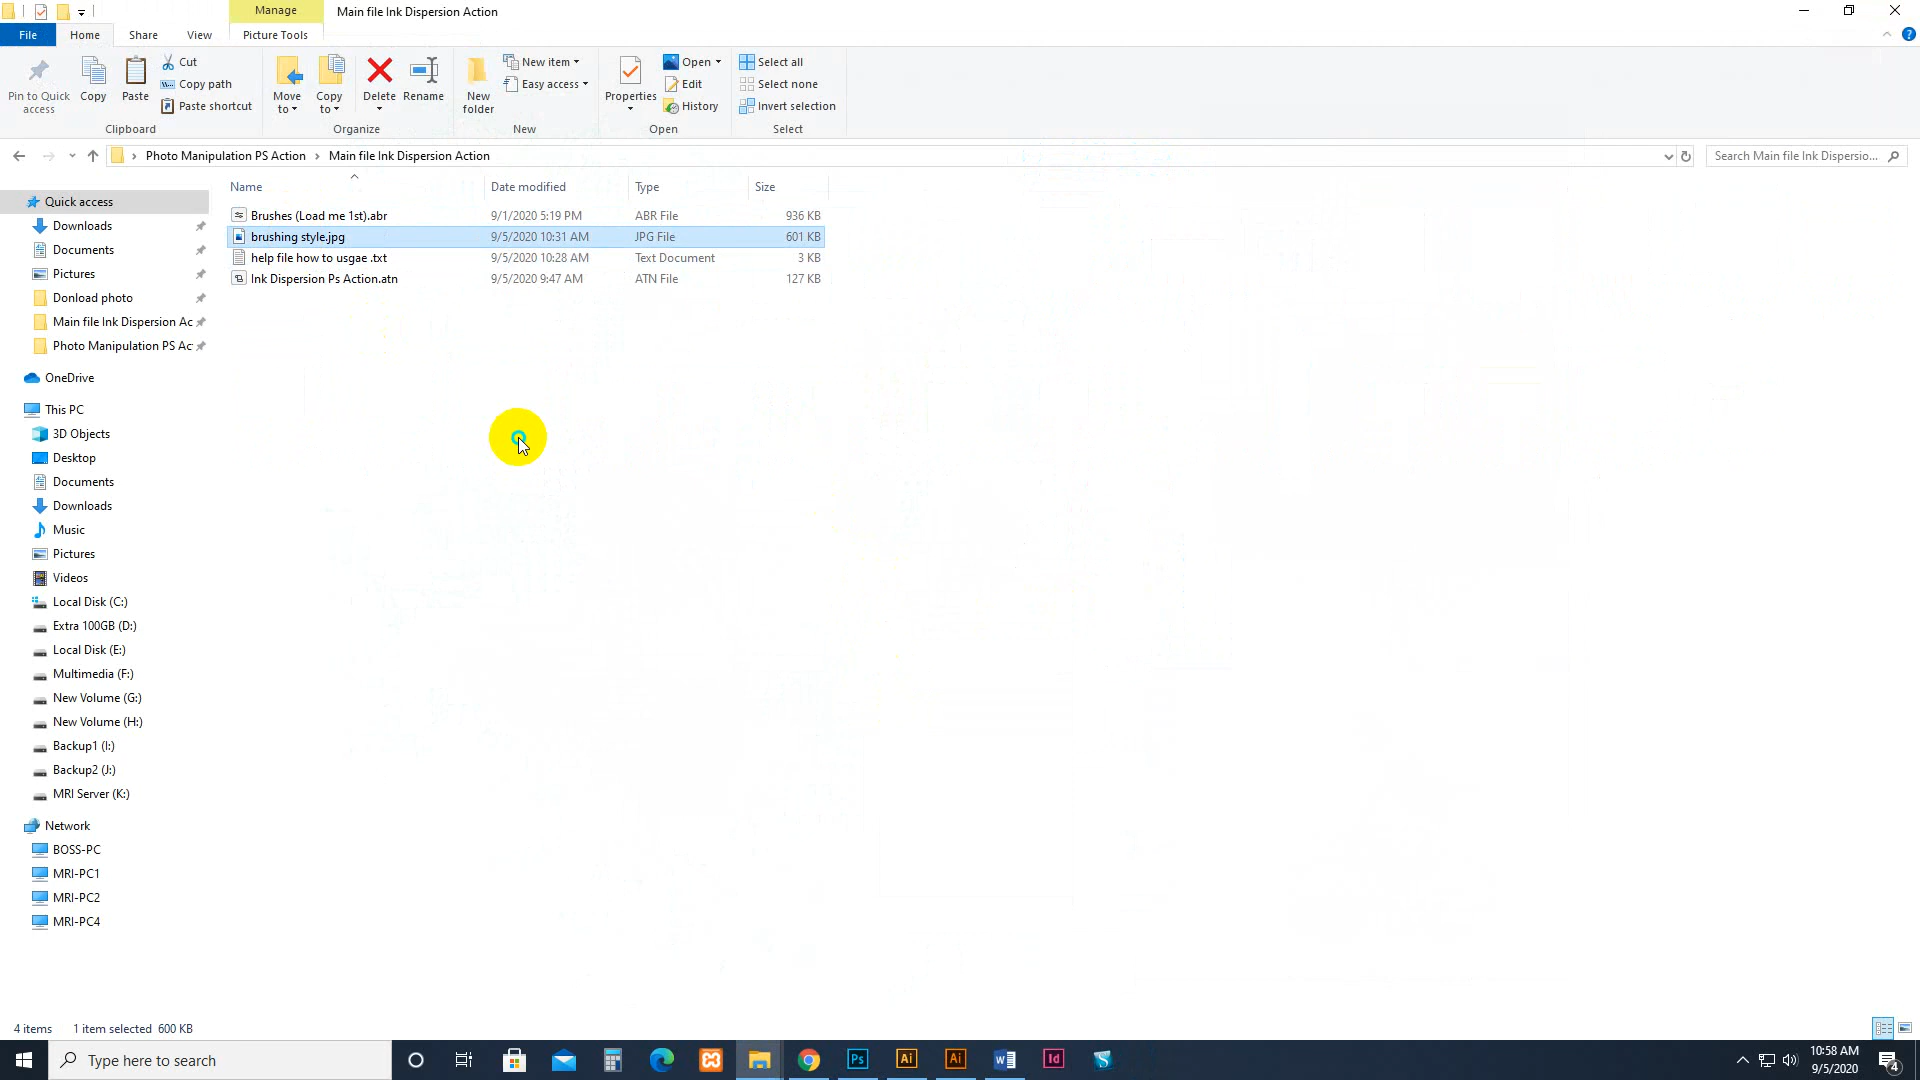 Manage
Main file Ink Dispersion Action
File
Home
Share
View
Picture Tools
Pin to Quick access
Copy
Paste
Cut
Copy path
Paste shortcut
Clipboard
Move to
Copy to
Delete
Rename
Organize
New folder
New item
Easy access
New
Properties
Open
Edit
History
Open
Select all
Select none
Invert selection
Select
Photo Manipulation PS Action
Main file Ink Dispersion Action
Search Main file Ink Dispersio...
Name
Date modified
Type
Size
Brushes (Load me 1st).abr 9/1/2020 5:19 PM ABR File 936 KB
brushing style.jpg 9/5/2020 10:31 AM JPG File 601 KB
help file how to usgae .txt 9/5/2020 10:28 AM Text Document 3 KB
Ink Dispersion Ps Action.atn 9/5/2020 9:47 AM ATN File 127 KB
Quick access
Downloads
Documents
Pictures
Donload photo
Main file Ink Dispersion Ac
Photo Manipulation PS Ac
OneDrive
This PC
3D Objects
Desktop
Documents
Downloads
Music
Pictures
Videos
Local Disk (C:)
Extra 100GB (D:)
Local Disk (E:)
Multimedia (F:)
New Volume (G:)
New Volume (H:)
Backup1 (I:)
Backup2 (J:)
MRI Server (K:)
Network
BOSS-PC
MRI-PC1
MRI-PC2
MRI-PC4
4 items
1 item selected 600 KB
Type here to search
Ps
Ai
Ai
W
Id
S
10:58 AM
9/5/2020
4